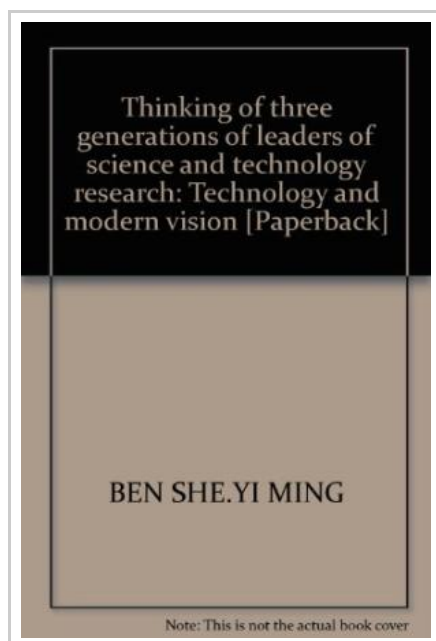 Thinking of three
generations of leaders of
science and technology
research: Technology and
modern vision [Paperback]
BEN SHE.YI MING
Note: This is not the actual book cover